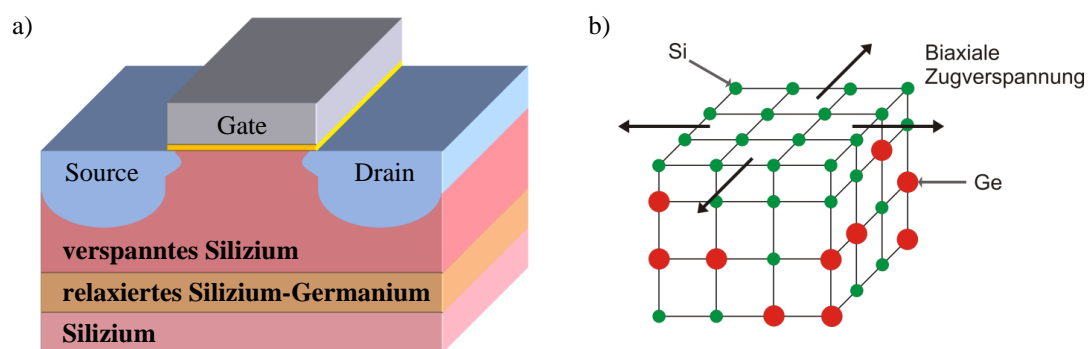 a)
Gate
Source
Drain
verspanntes Silizium
relaxiertes Silizium-Germanium
Silizium
b)
Si
Biaxiale
Zugverspannung
Ge